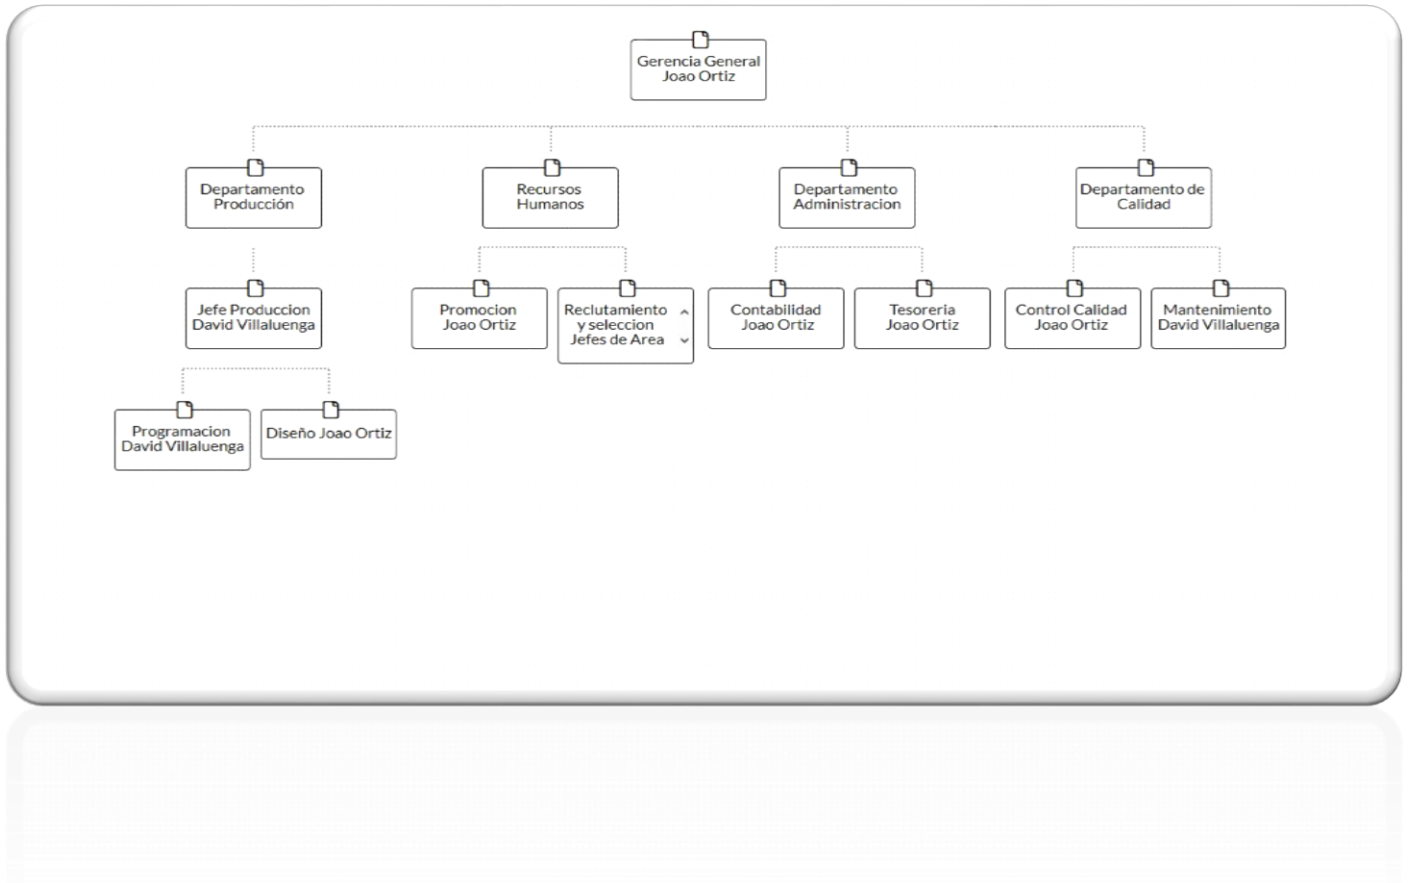 Gerencia General
Joao Ortiz
Departamento
Producción
Recursos
Humanos
Departamento
Administracion
Departamento de
Calidad
Jefe Produccion
David Villaluenga
Promocion
Joao Ortiz
Reclutamiento
y seleccion
Jefes de Area
Contabilidad
Joao Ortiz
Tesoreria
Joao Ortiz
Control Calidad
Joao Ortiz
Mantenimiento
David Villaluenga
Programacion
David Villaluenga
Diseño Joao Ortiz